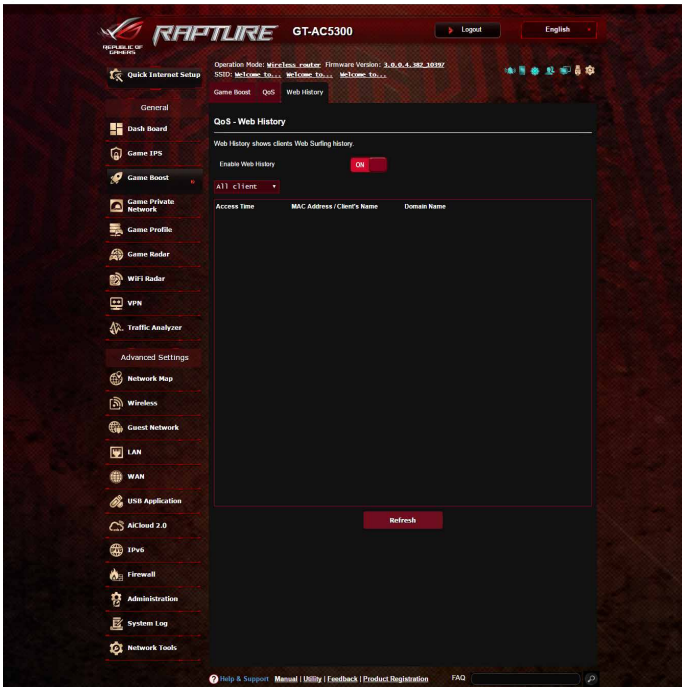 REPUBLIC OF
GAMERS
RAPTURE
GT-AC5300
Logout
English
Quick Internet Setup
Operation Mode: Wireless router Firmware Version: 3.0.0.4.382_10397
SSID: Welcome to... Welcome to... Welcome to...
Game Boost QoS Web History
General
Dash Board
Game IPS
Game Boost
Game Private
Network
Game Profile
Game Radar
WiFi Radar
VPN
Traffic Analyzer
Advanced Settings
Network Map
Wireless
Guest Network
LAN
WAN
USB Application
AiCloud 2.0
IPv6
Firewall
Administration
System Log
Network Tools
QoS - Web History
Web History shows clients Web Surfing history.
Enable Web History ON
All client
Access Time MAC Address / Client's Name Domain Name
Refresh
Help & Support Manual | Utility | Feedback | Product Registration FAQ